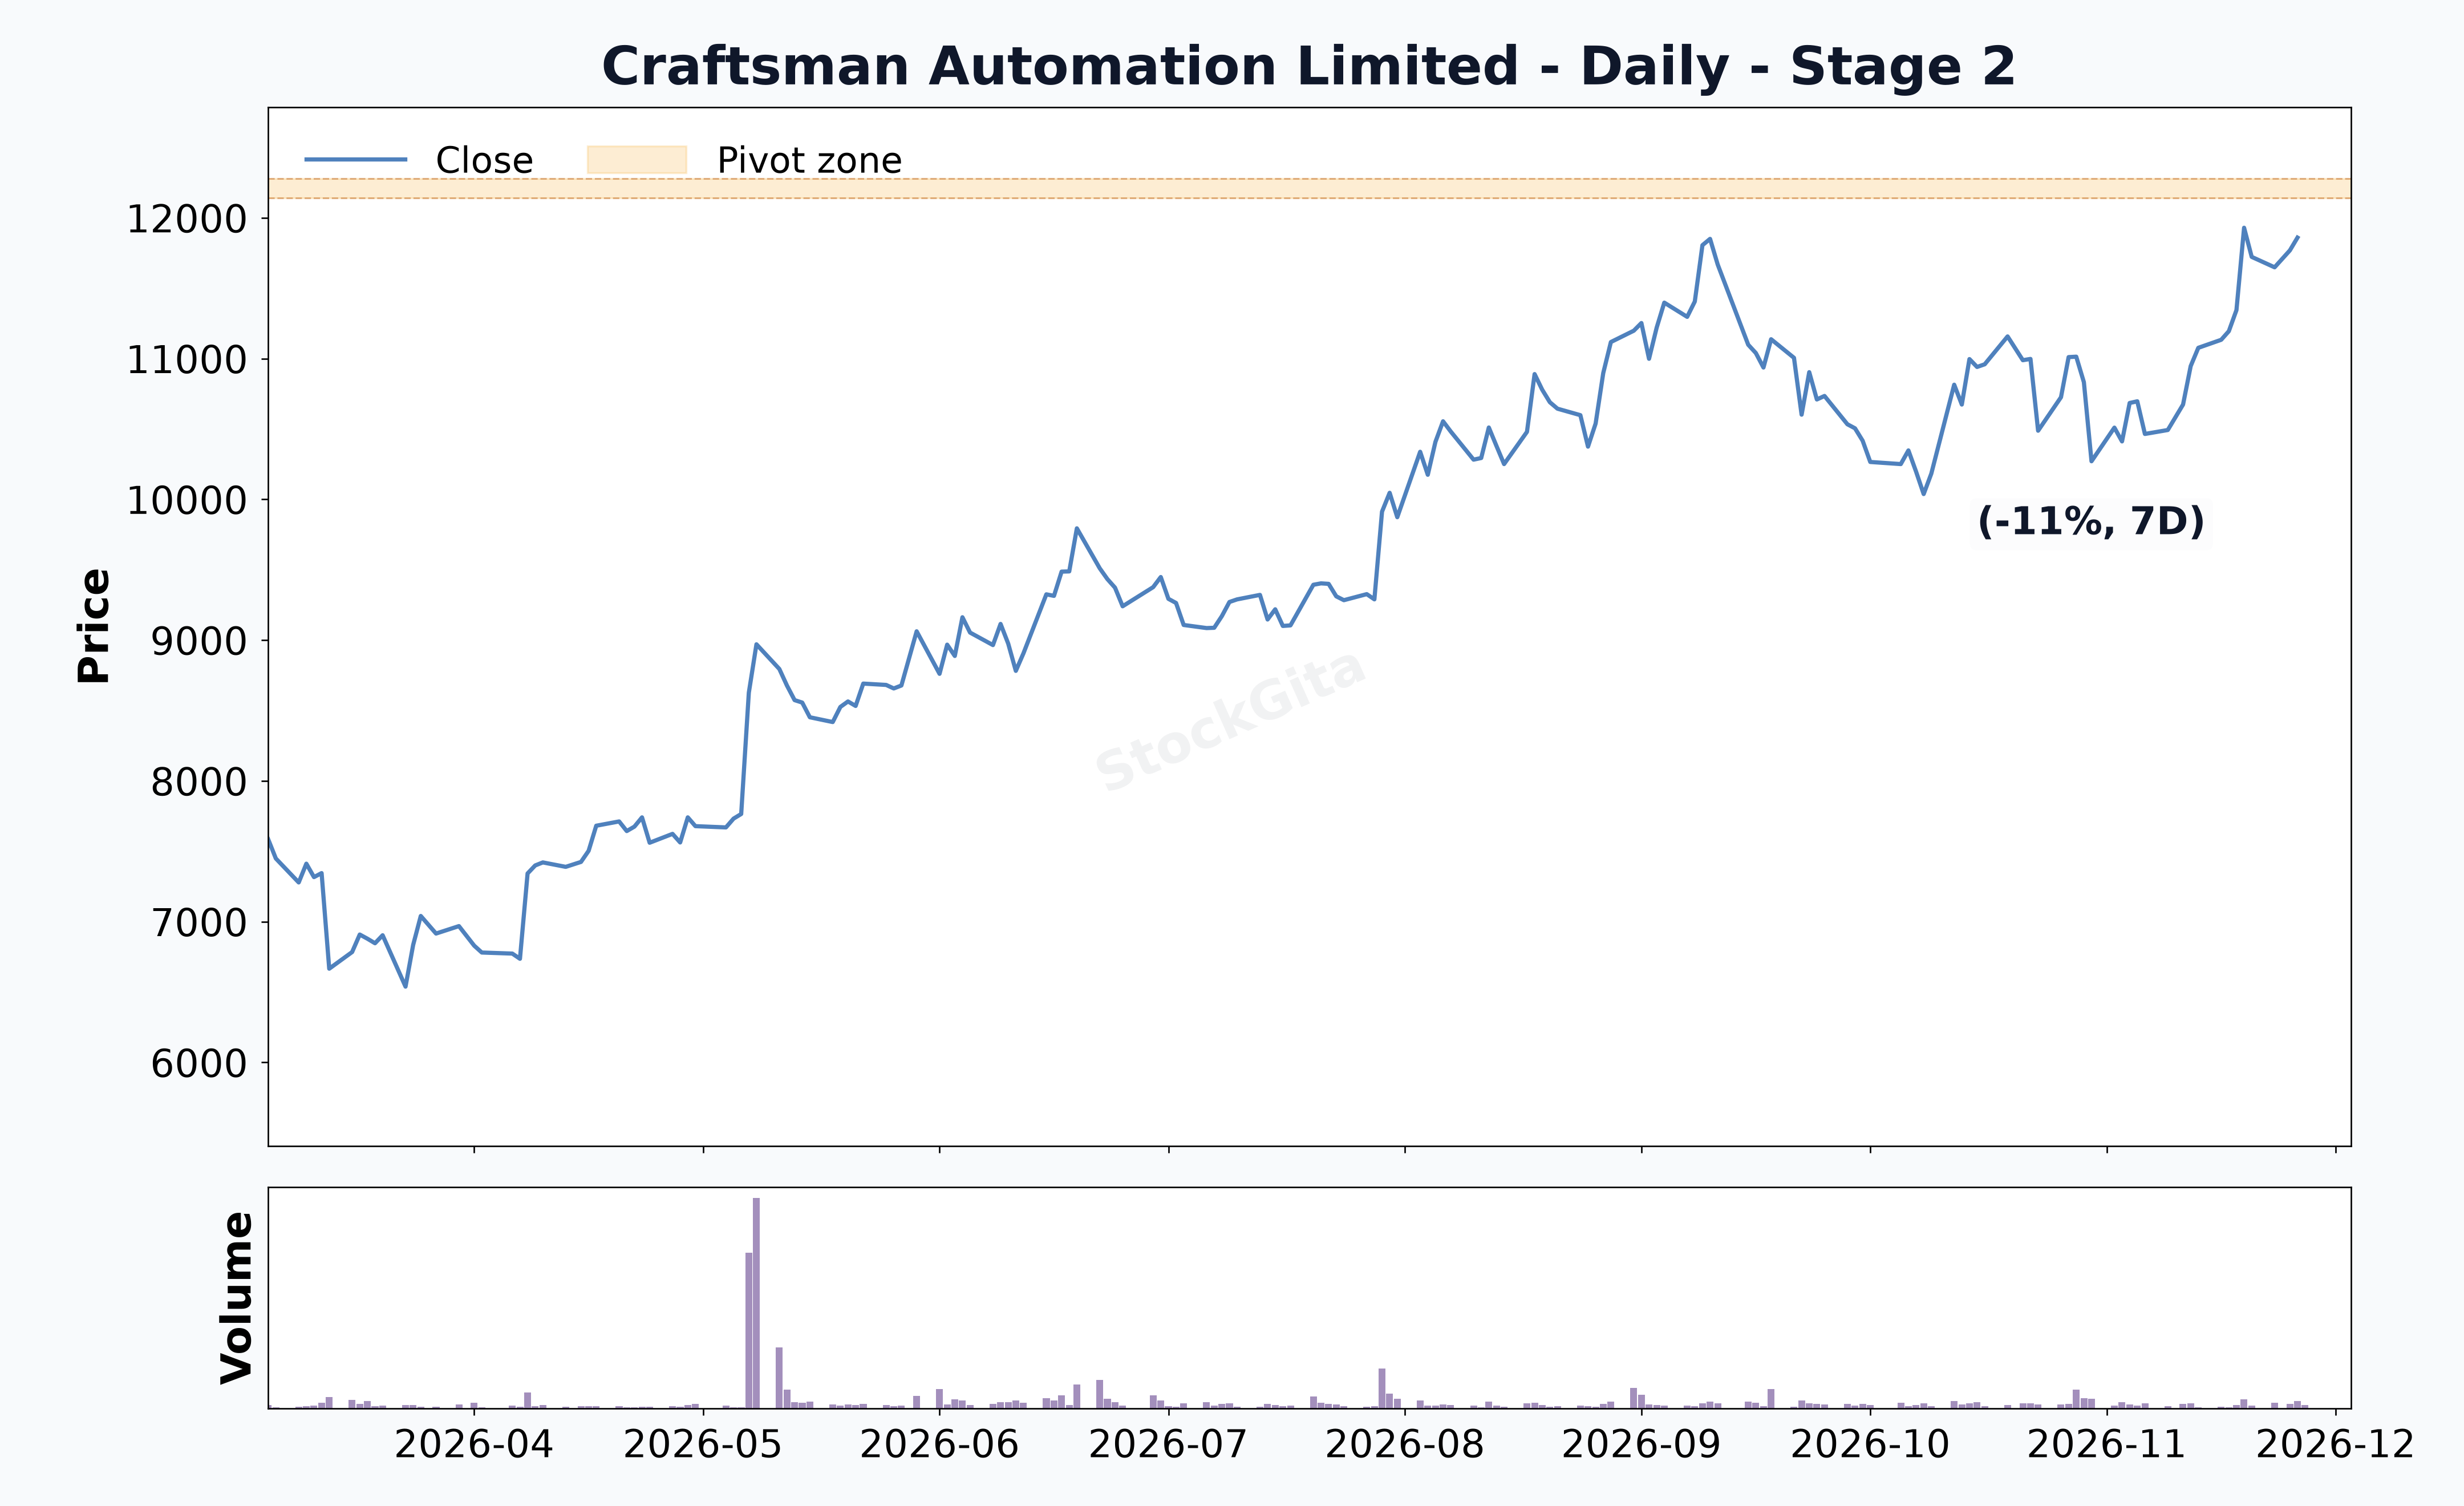 Craftsman Automation Limited - Daily - Stage 2
Close
Pivot zone
12000
11000
10000
9000
8000
7000
6000
Price
(-11%, 7D)
StockGita
Volume
2026-04
2026-05
2026-06
2026-07
2026-08
2026-09
2026-10
2026-11
2026-12